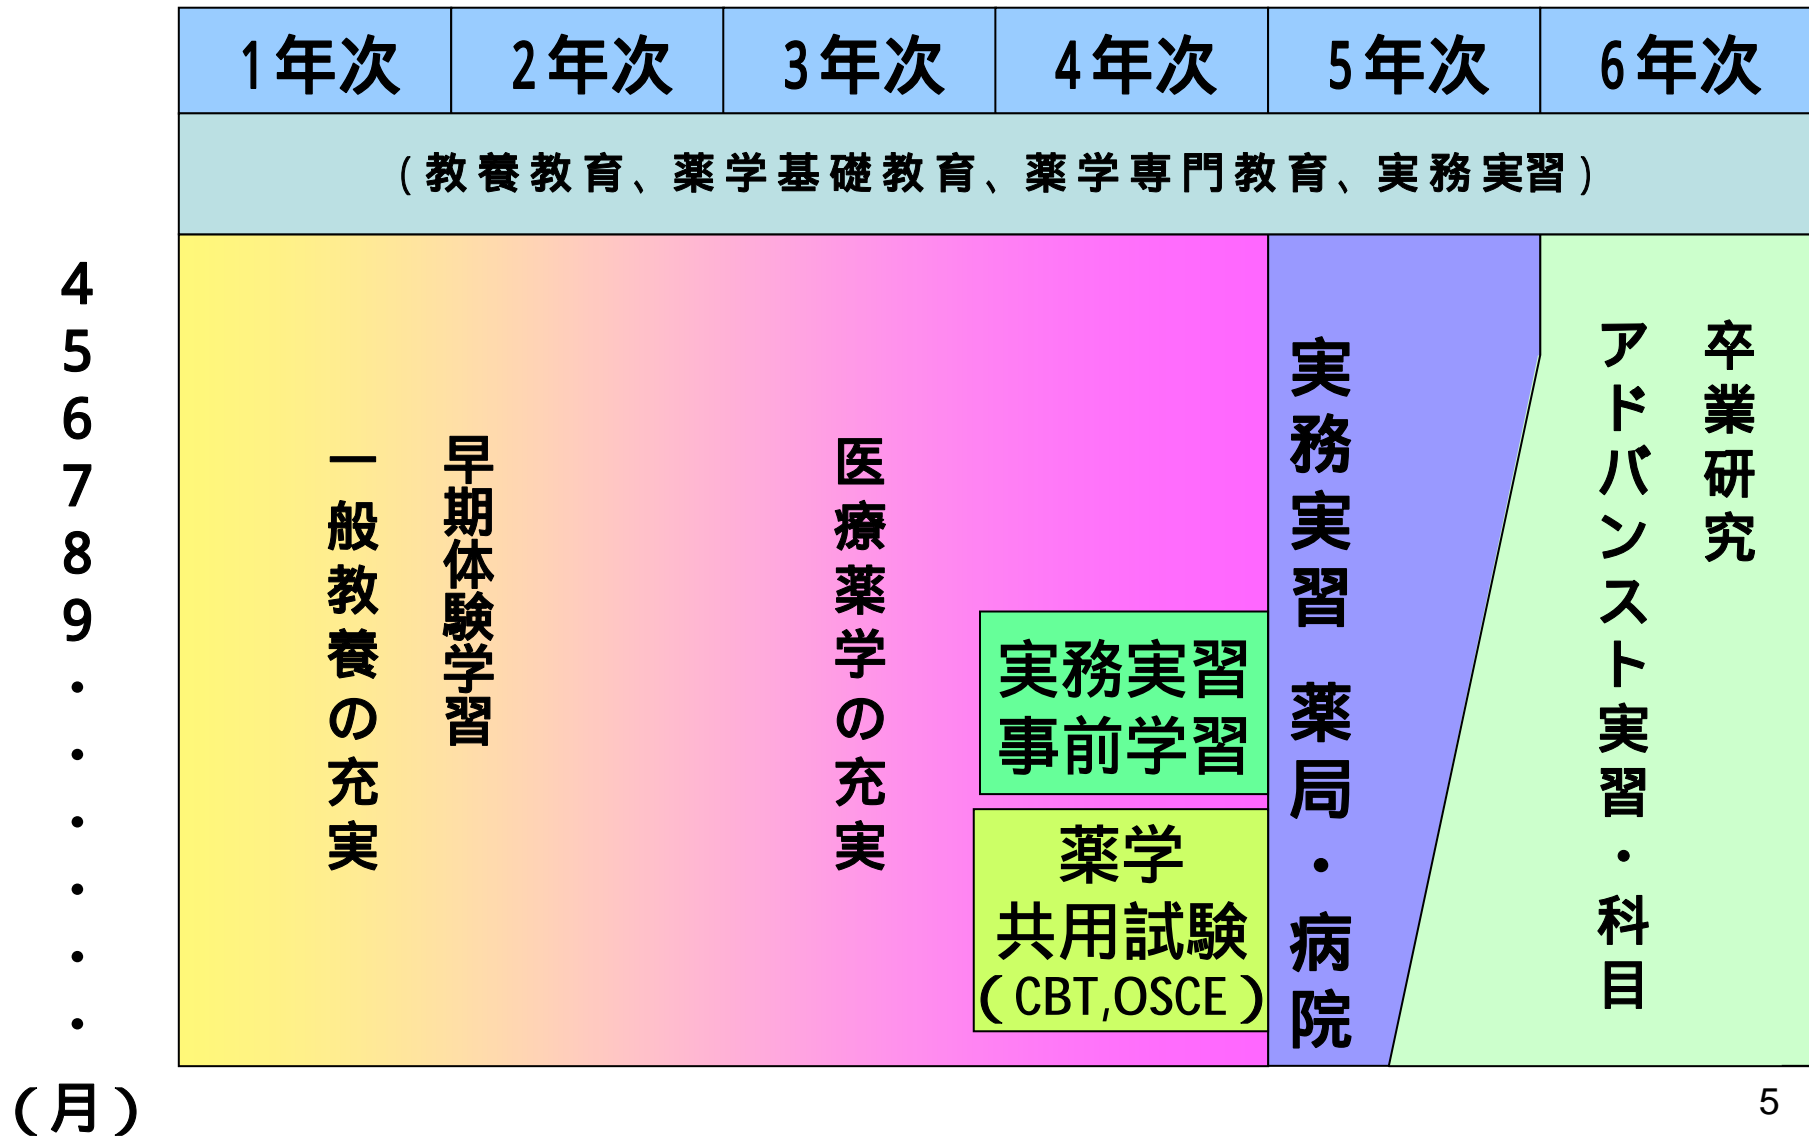 1年次 2年次 3年次 4年次 5年次 6年次
(教養教育、薬学基礎教育、薬学専門教育、実務実習)
4
5
6
7
8
9
・
・
・
・
・
・
(月)
一般教養の充実
早期体験学習
医療薬学の充実
実務実習
事前学習
薬学
共用試験
(CBT,OSCE)
実務実習 薬局・病院
卒業研究
アドバンスト実習・科目
5